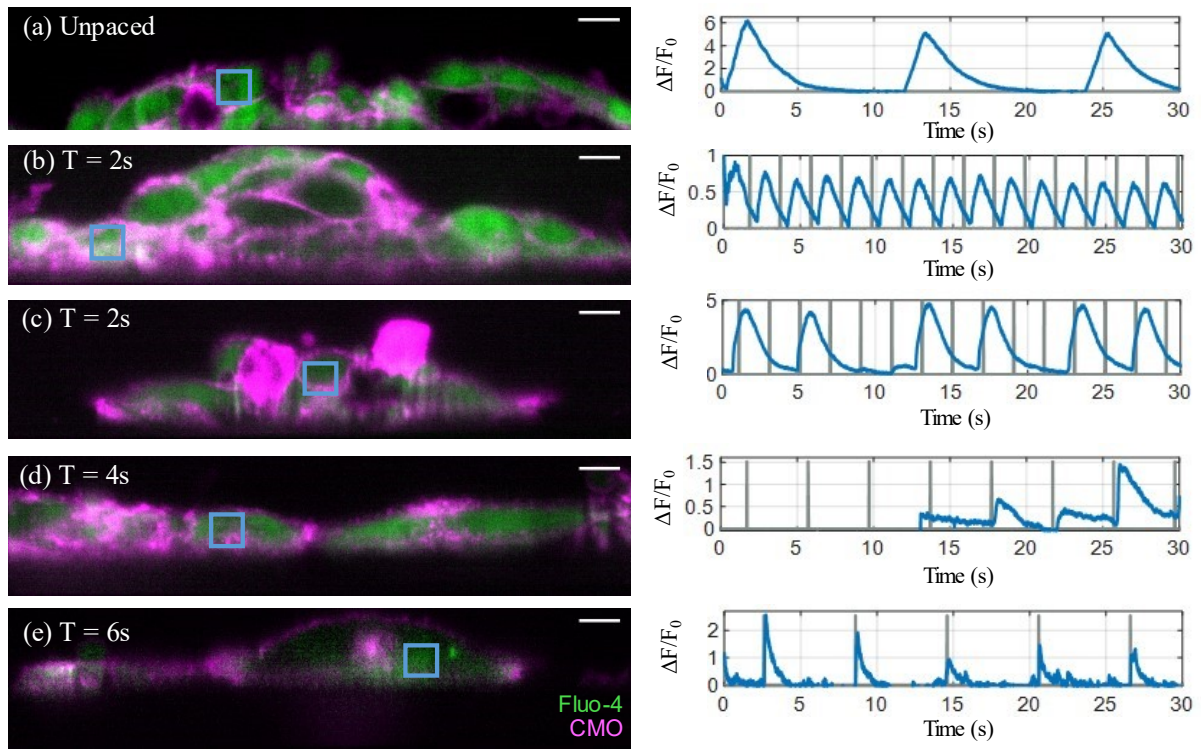 (a) Unpaced
6
4
2
0
ΔF/F0
0 5 10 15 20 25 30
Time (s)
(b) T = 2s
1
0.5
0
ΔF/F0
0 5 10 15 20 25 30
Time (s)
(c) T = 2s
5
0
ΔF/F0
0 5 10 15 20 25 30
Time (s)
(d) T = 4s
1.5
1
0.5
0
ΔF/F0
0 5 10 15 20 25 30
Time (s)
(e) T = 6s
Fluo-4
CMO
2
1
0
ΔF/F0
0 5 10 15 20 25 30
Time (s)